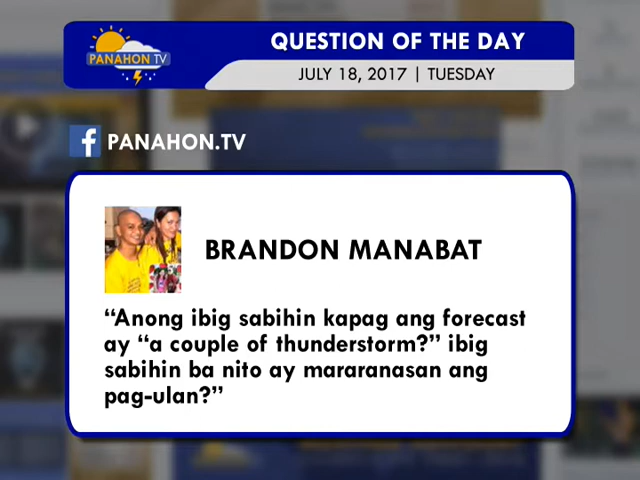 PANAHON TV
QUESTION OF THE DAY
JULY 18, 2017 | TUESDAY
f PANAHON.TV
BRANDON MANABAT
“Anong ibig sabihin kapag ang forecast
ay “a couple of thunderstorm?” ibig
sabihin ba nito ay mararanasan ang
pag-ulan?”